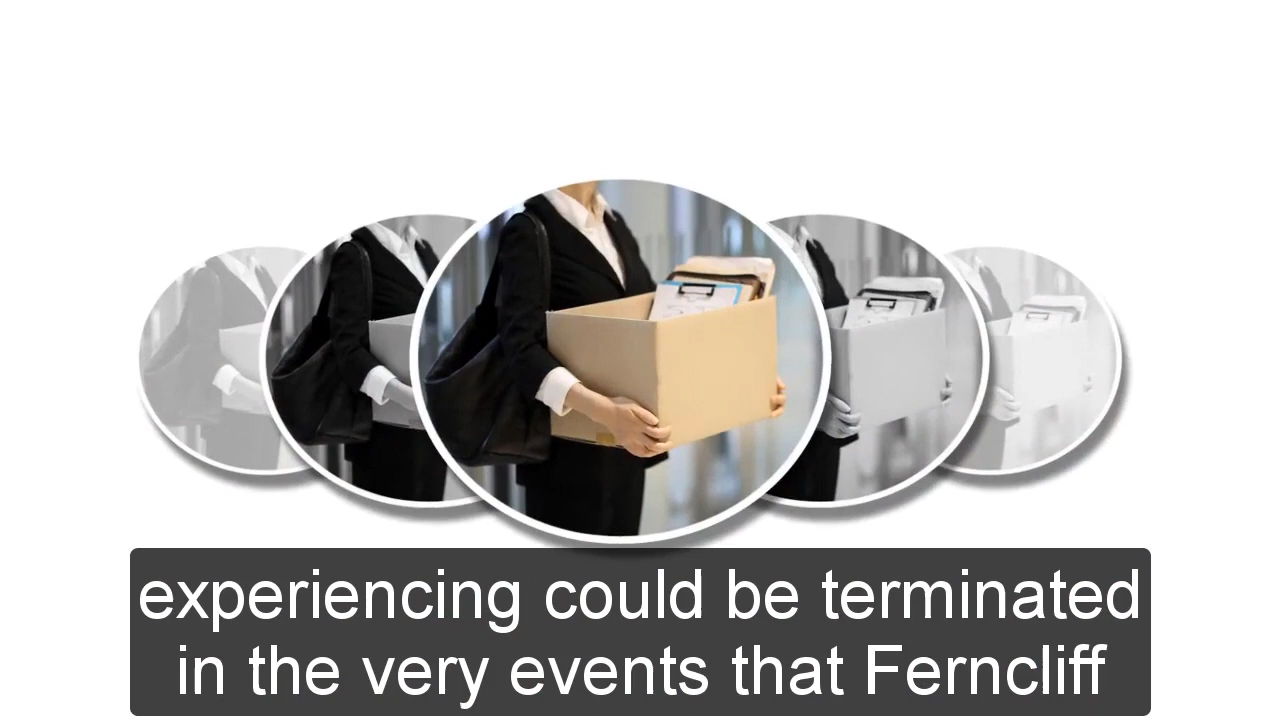 experiencing could be terminated
in the very events that Ferncliff